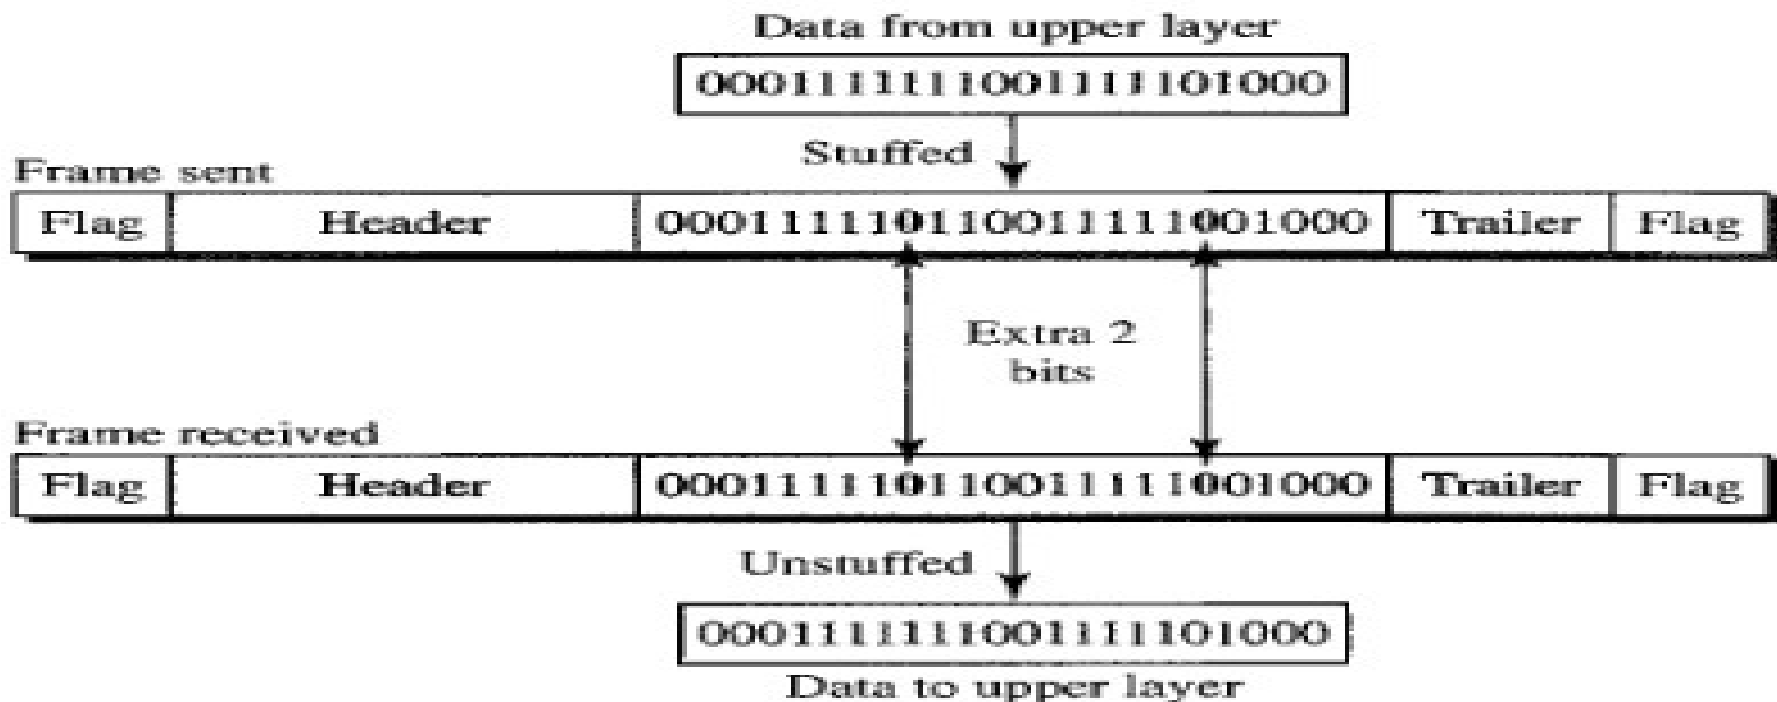 Data from upper layer
0001111111001111101000
Stuffed
Frame sent
Flag Header 000111110110011111001000 Trailer Flag
Extra 2
bits
Frame received
Flag Header 000111110110011111001000 Trailer Flag
Unstuffed
0001111111001111101000
Data to upper layer